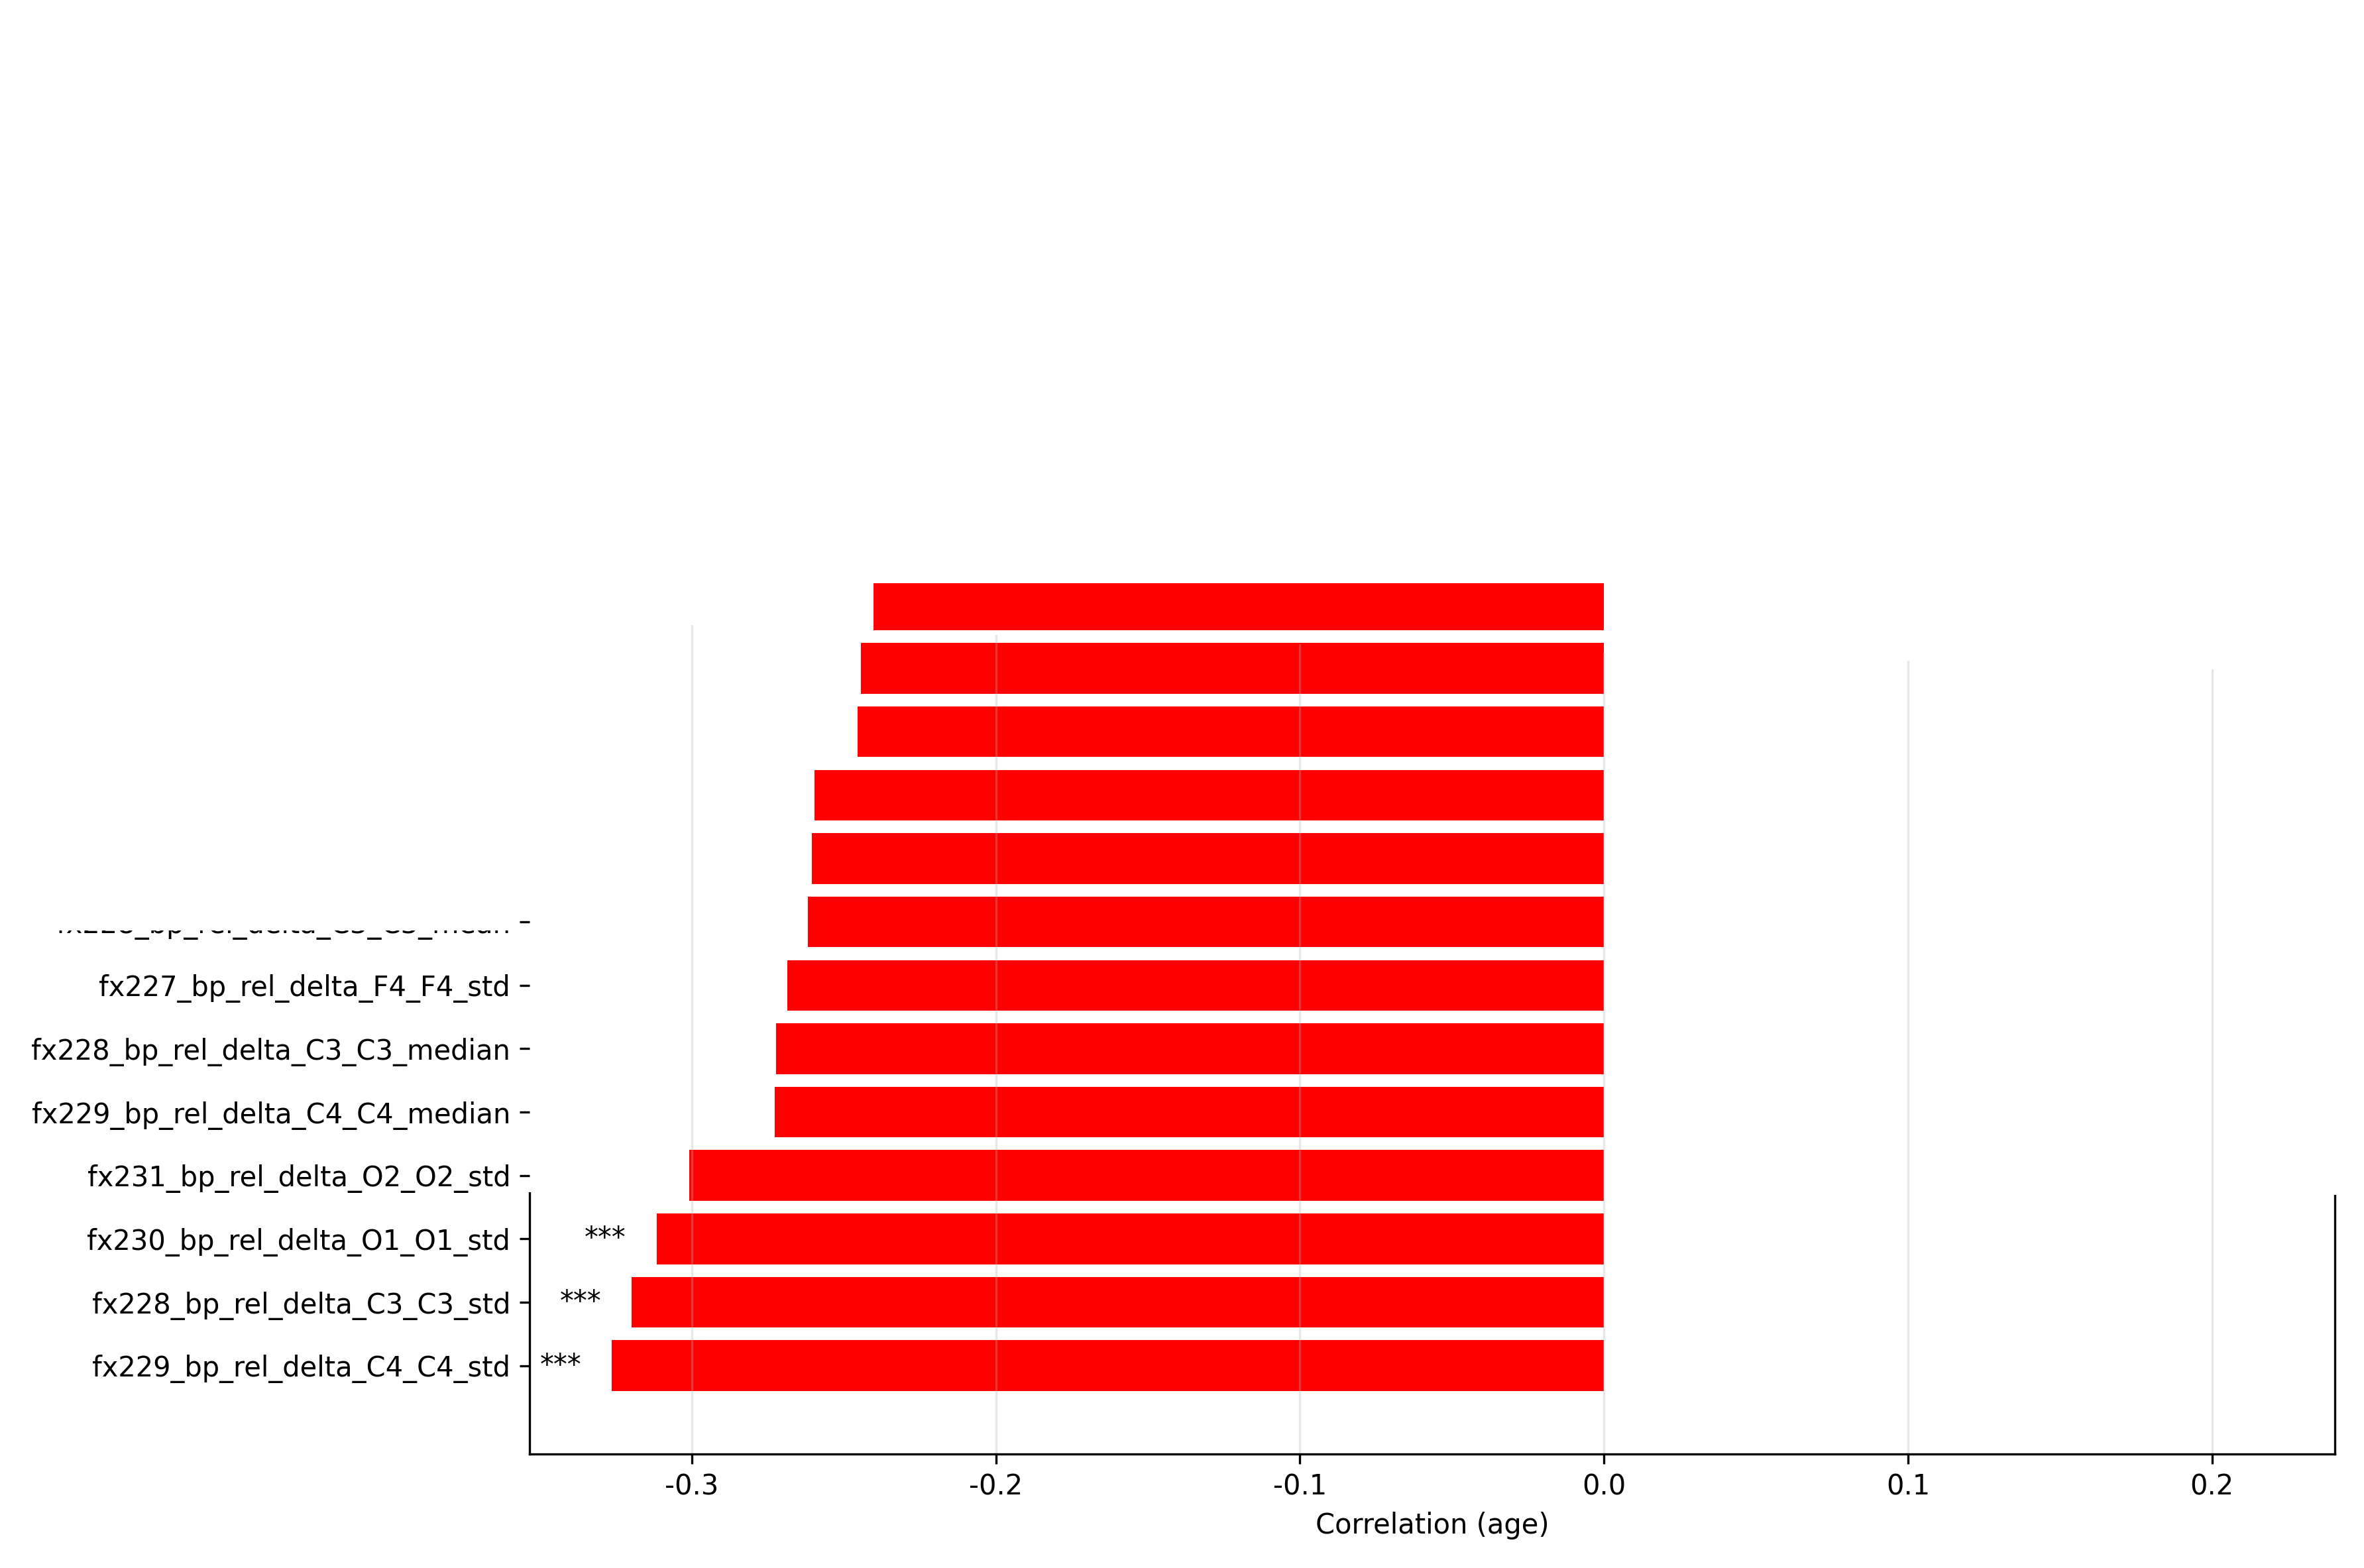 fx227_bp_rel_delta_F4_F4_std
fx228_bp_rel_delta_C3_C3_median
fx229_bp_rel_delta_C4_C4_median
fx231_bp_rel_delta_O2_O2_std
fx230_bp_rel_delta_O1_O1_std ***
fx228_bp_rel_delta_C3_C3_std ***
fx229_bp_rel_delta_C4_C4_std ***
-0.3 -0.2 -0.1 0.0 0.1 0.2
Correlation (age)